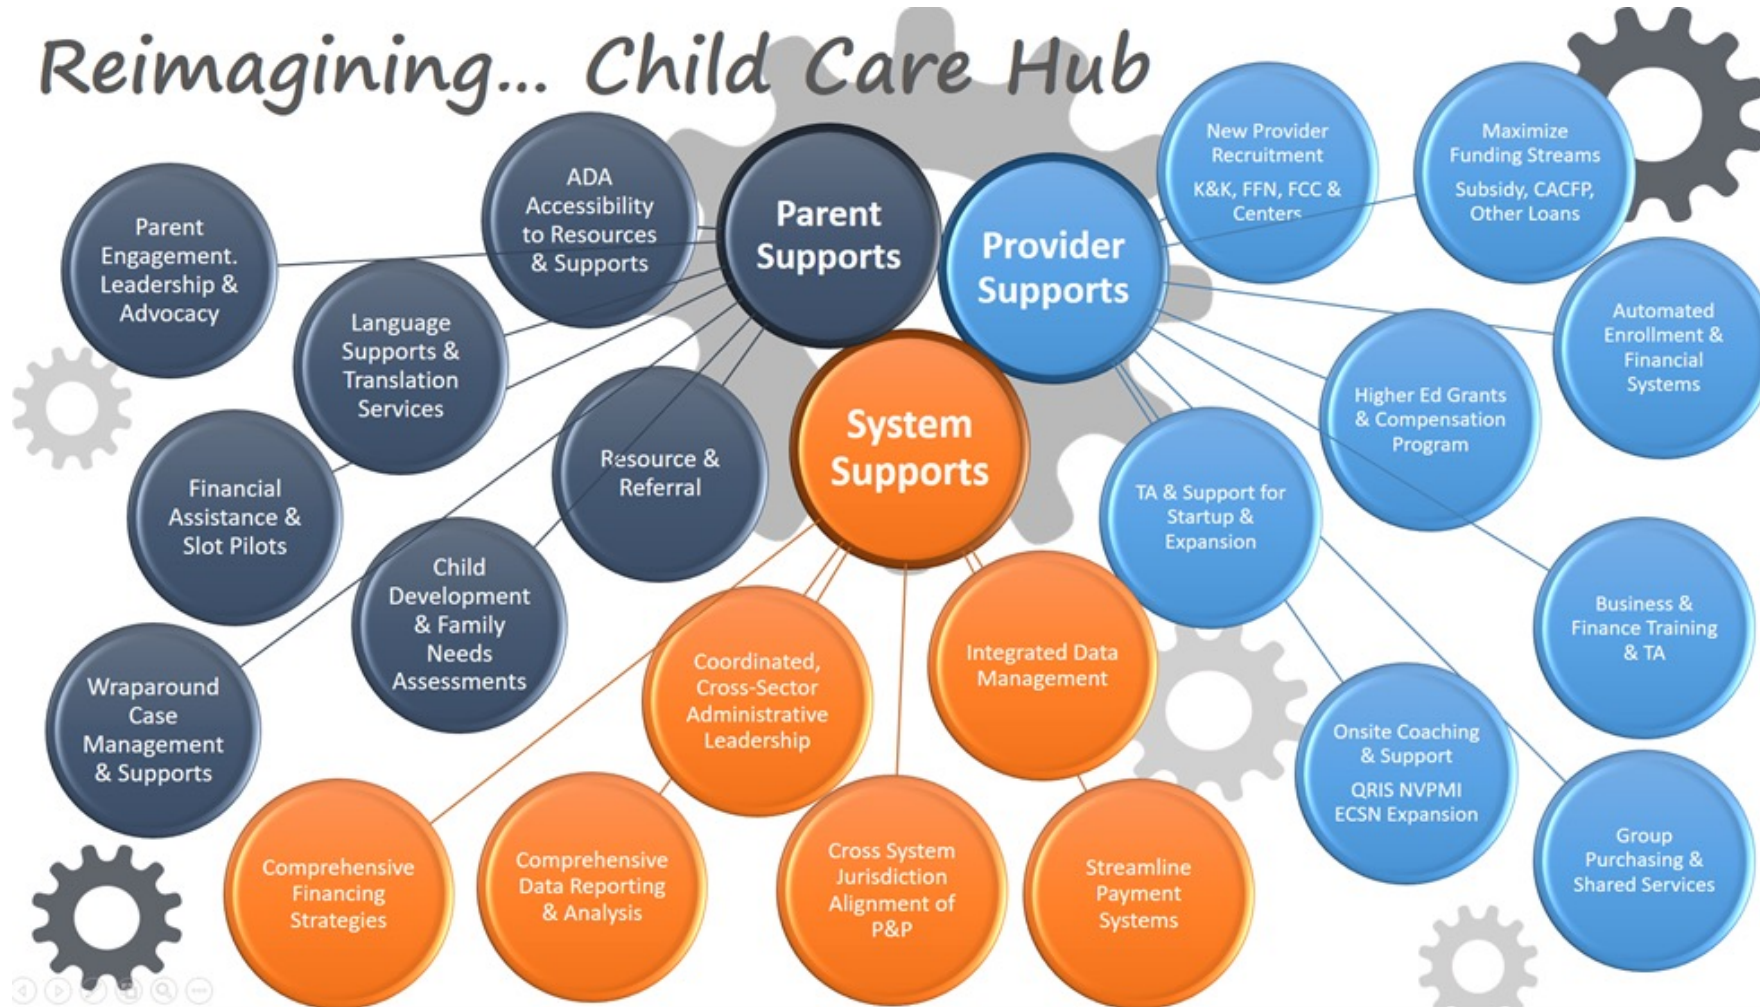 Reimagining... Child Care Hub
Parent
Supports
Provider
Supports
System
Supports
Parent
Engagement.
Leadership &
Advocacy
ADA
Accessibility
to Resources
& Supports
Language
Supports &
Translation
Services
Financial
Assistance &
Slot Pilots
Resource &
Referral
Child
Development
& Family
Needs
Assessments
Wraparound
Case
Management
& Supports
New Provider
Recruitment
K&K, FFN, FCC &
Centers
Maximize
Funding Streams
Subsidy, CACFP,
Other Loans
Automated
Enrollment &
Financial
Systems
Higher Ed Grants
& Compensation
Program
TA & Support for
Startup &
Expansion
Business &
Finance Training
& TA
Onsite Coaching
& Support
QRIS NVPMI
ECSN Expansion
Group
Purchasing &
Shared Services
Coordinated,
Cross-Sector
Administrative
Leadership
Integrated Data
Management
Comprehensive
Financing
Strategies
Comprehensive
Data Reporting
& Analysis
Cross System
Jurisdiction
Alignment of
P&P
Streamline
Payment
Systems